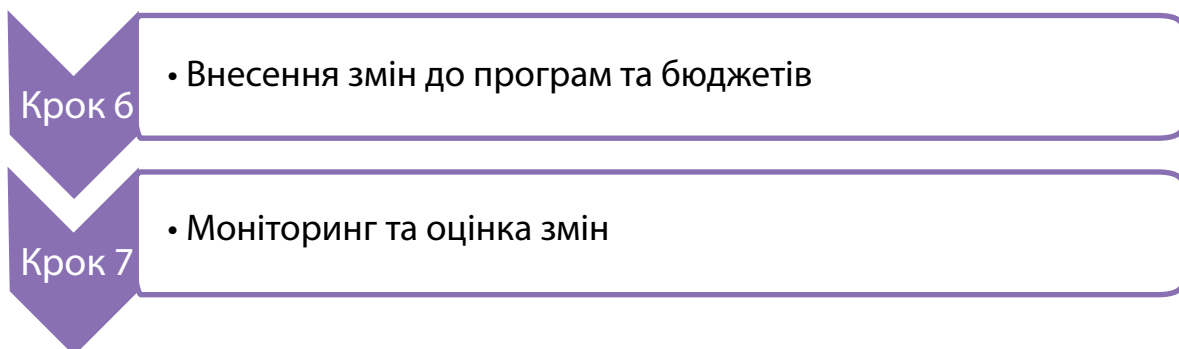 Крок 6
• Внесення змін до програм та бюджетів
Крок 7
• Моніторинг та оцінка змін